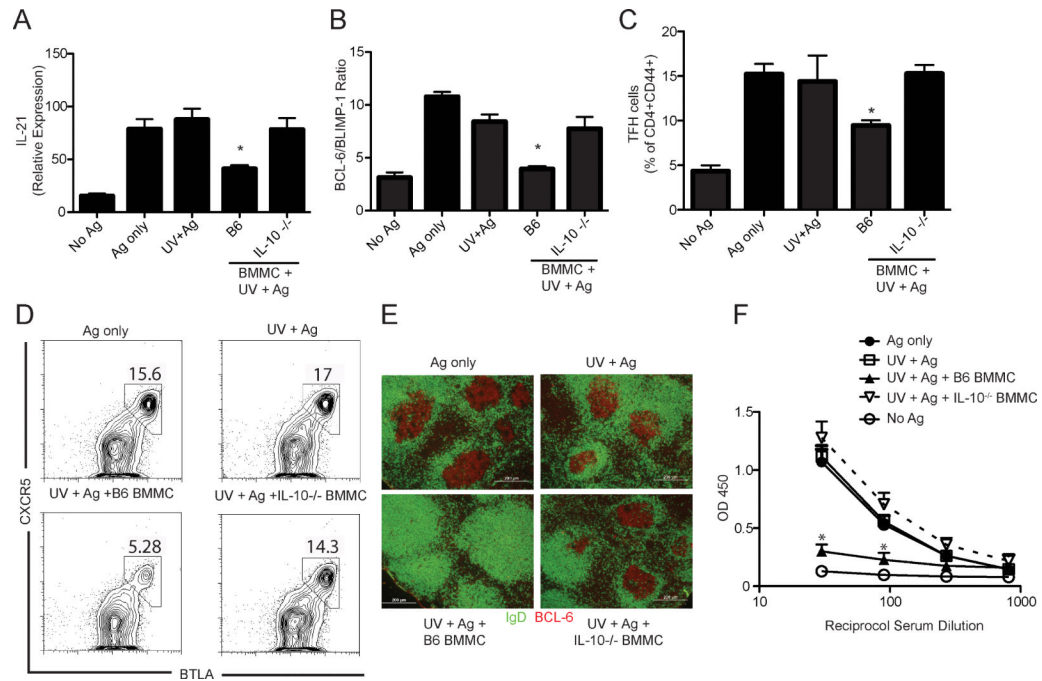 A
IL-21
(Relative Expression)
150
100
50
0
No Ag
Ag only
UV+Ag
B6
IL-10 -/-
BMMC +
UV + Ag
*
B
BCL-6/BLIMP-1 Ratio
15
10
5
0
No Ag
Ag only
UV+Ag
B6
IL-10 -/-
BMMC +
UV + Ag
*
C
TFH cells
(% of CD4+CD44+)
20
15
10
5
0
No Ag
Ag only
UV+Ag
B6
IL-10 -/-
BMMC +
UV + Ag
*
D
Ag only
UV + Ag
15.6
17
UV + Ag +B6 BMMC
UV + Ag +IL-10-/- BMMC
5.28
14.3
CXCR5
BTLA
E
Ag only
UV + Ag
200 µm
UV + Ag +
B6 BMMC
IgD BCL-6
UV + Ag +
IL-10-/- BMMC
F
Ag only
UV + Ag
UV + Ag + B6 BMMC
UV + Ag + IL-10-/- BMMC
No Ag
OD 450
1.5
1.0
0.5
0
* *
10
100
1000
Reciprocol Serum Dilution